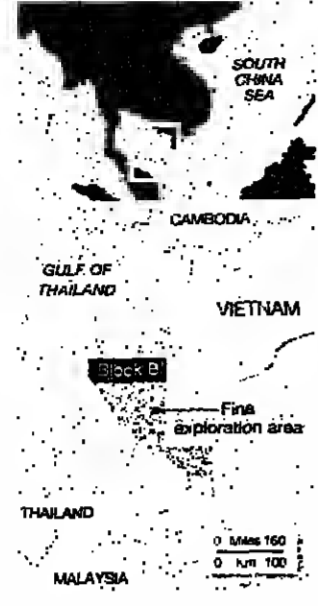 SOUTH
CHINA
SEA
CAMBODIA
GULF OF
THAILAND
VIETNAM
Block B
Fina
exploration area
THAILAND
0 Miles 160
0 km 100
MALAYSIA